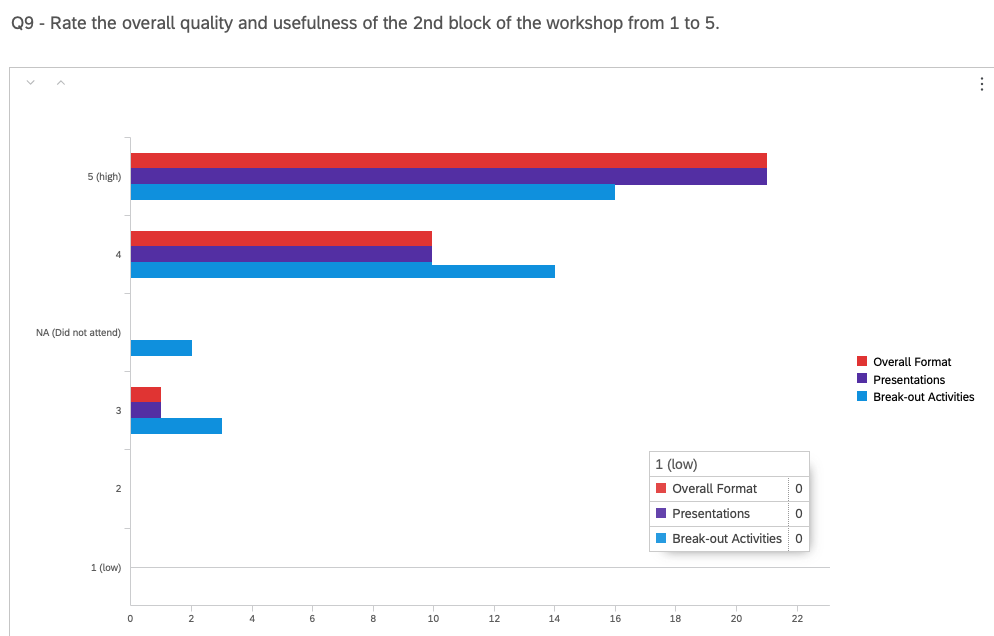 Q9 - Rate the overall quality and usefulness of the 2nd block of the workshop from 1 to 5.
5 (high)
4
NA (Did not attend)
3
2
1 (low)
0 2 4 6 8 10 12 14 16 18 20 22
Overall Format
Presentations
Break-out Activities
1 (low)
Overall Format 0
Presentations 0
Break-out Activities 0